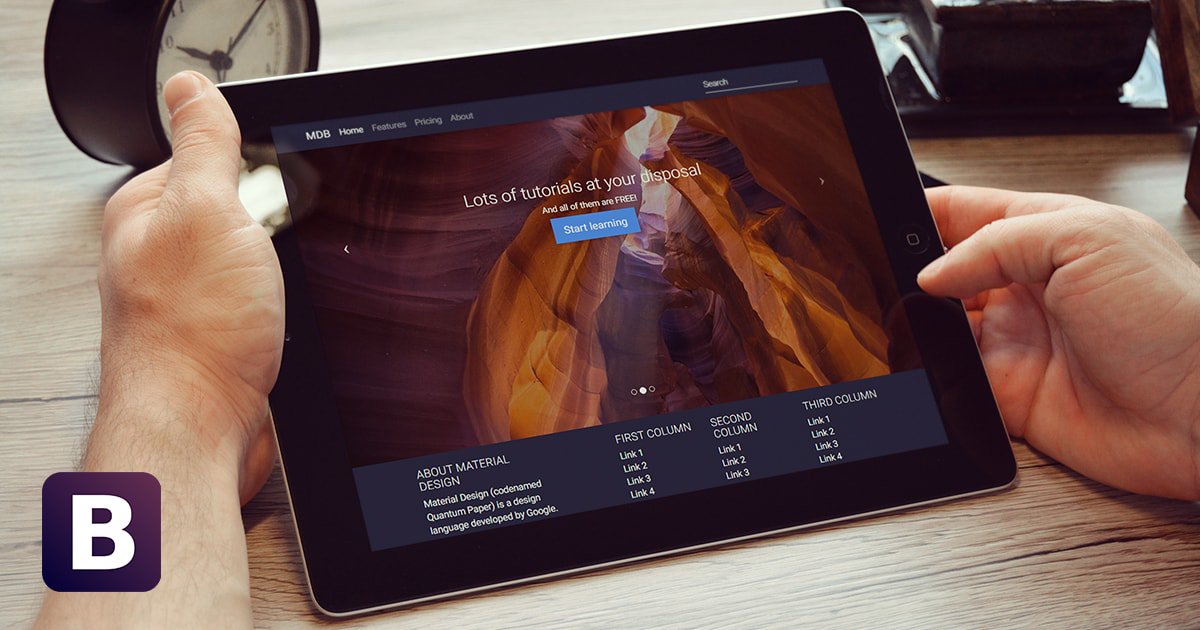 MDB Home Features Pricing About
Search
Lots of tutorials at your disposal
And all of them are FREE!
Start learning
ABOUT MATERIAL
DESIGN
Material Design (codenamed
Quantum Paper) is a design
language developed by Google.
FIRST COLUMN
Link 1
Link 2
Link 3
Link 4
SECOND
COLUMN
Link 1
Link 2
Link 3
THIRD COLUMN
Link 1
Link 2
Link 3
Link 4
B